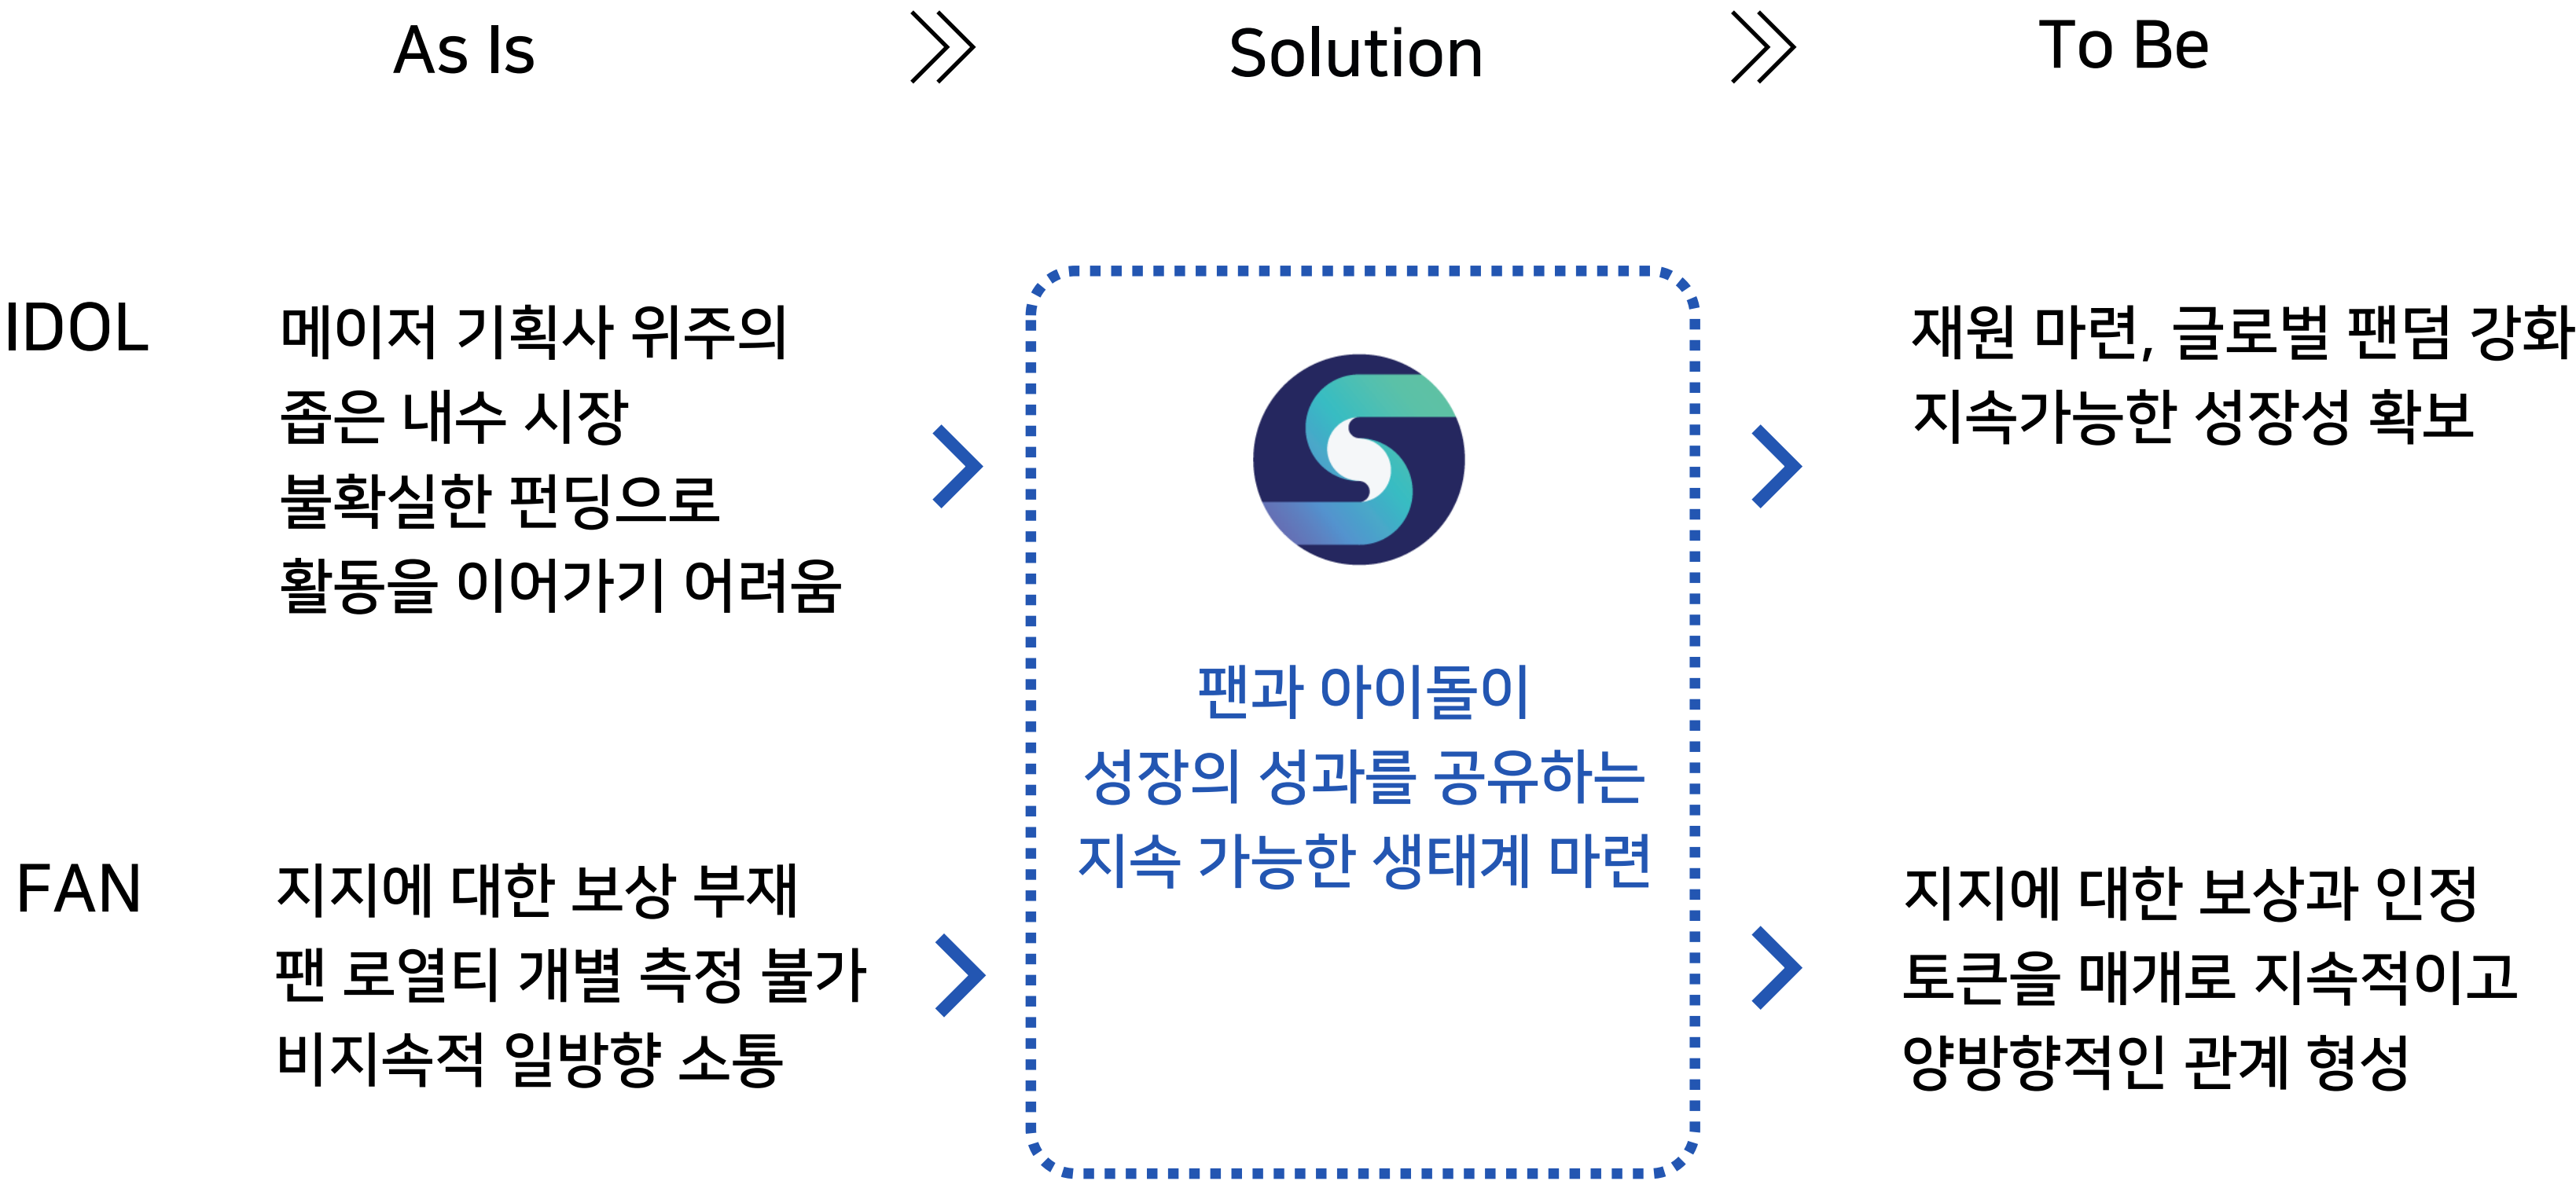 As Is
Solution
To Be
IDOL
메이저 기획사 위주의
좁은 내수 시장
불확실한 펀딩으로
활동을 이어가기 어려움
팬과 아이돌이
성장의 성과를 공유하는
지속 가능한 생태계 마련
재원 마련, 글로벌 팬덤 강화
지속가능한 성장성 확보
FAN
지지에 대한 보상 부재
팬 로열티 개별 측정 불가
비지속적 일방향 소통
지지에 대한 보상과 인정
토큰을 매개로 지속적이고
양방향적인 관계 형성